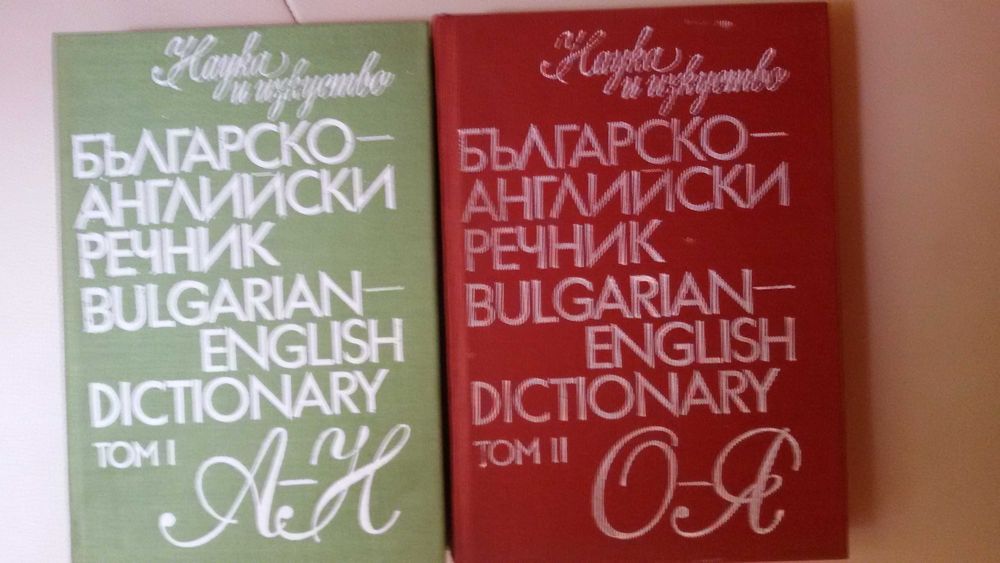 Наука
и изкуство
БЪЛГАРСКО—
АНГЛИЙСКИ
РЕЧНИК
BULGARIAN—
ENGLISH
DICTIONARY
ТОМ I
А-Н
Наука
и изкуство
БЪЛГАРСКО—
АНГЛИЙСКИ
РЕЧНИК
BULGARIAN—
ENGLISH
DICTIONARY
ТОМ II
О-Я